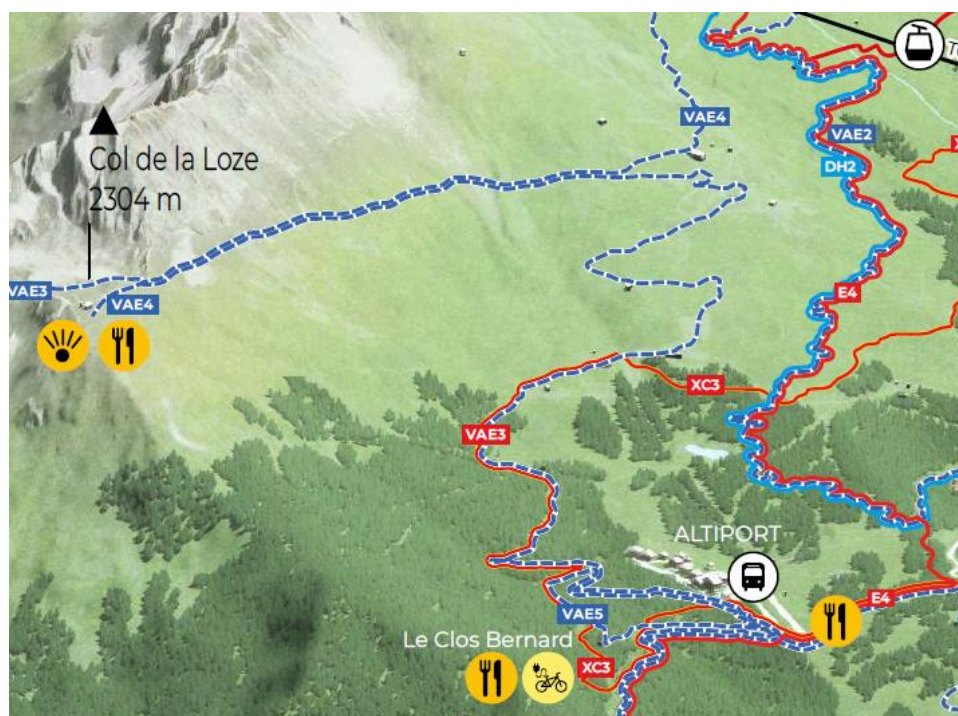 VAE4
VAE2
DH2
Col de la Loze
2304 m
VAE3
VAE4
E4
XC3
VAE3
ALTIPORT
VAE5
E4
Le Clos Bernard
XC3